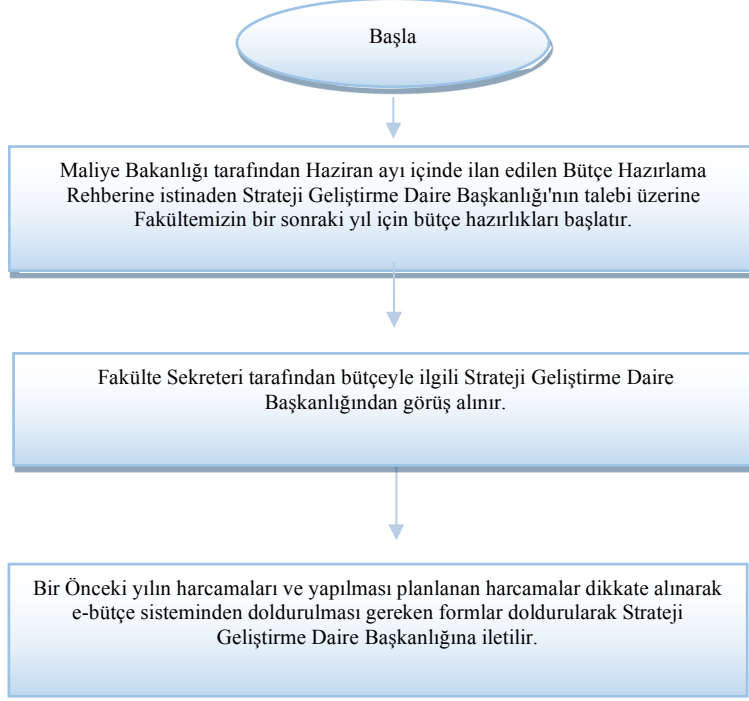 Başla
Maliye Bakanlığı tarafından Haziran ayı içinde ilan edilen Bütçe Hazırlama
Rehberine istinaden Strateji Geliştirme Daire Başkanlığı'nın talebi üzerine
Fakültemizin bir sonraki yıl için bütçe hazırlıkları başlatır.
Fakülte Sekreteri tarafından bütçeyle ilgili Strateji Geliştirme Daire
Başkanlığından görüş alınır.
Bir Önceki yılın harcamaları ve yapılması planlanan harcamalar dikkate alınarak
e-bütçe sisteminden doldurulması gereken formlar doldurularak Strateji
Geliştirme Daire Başkanlığına iletilir.